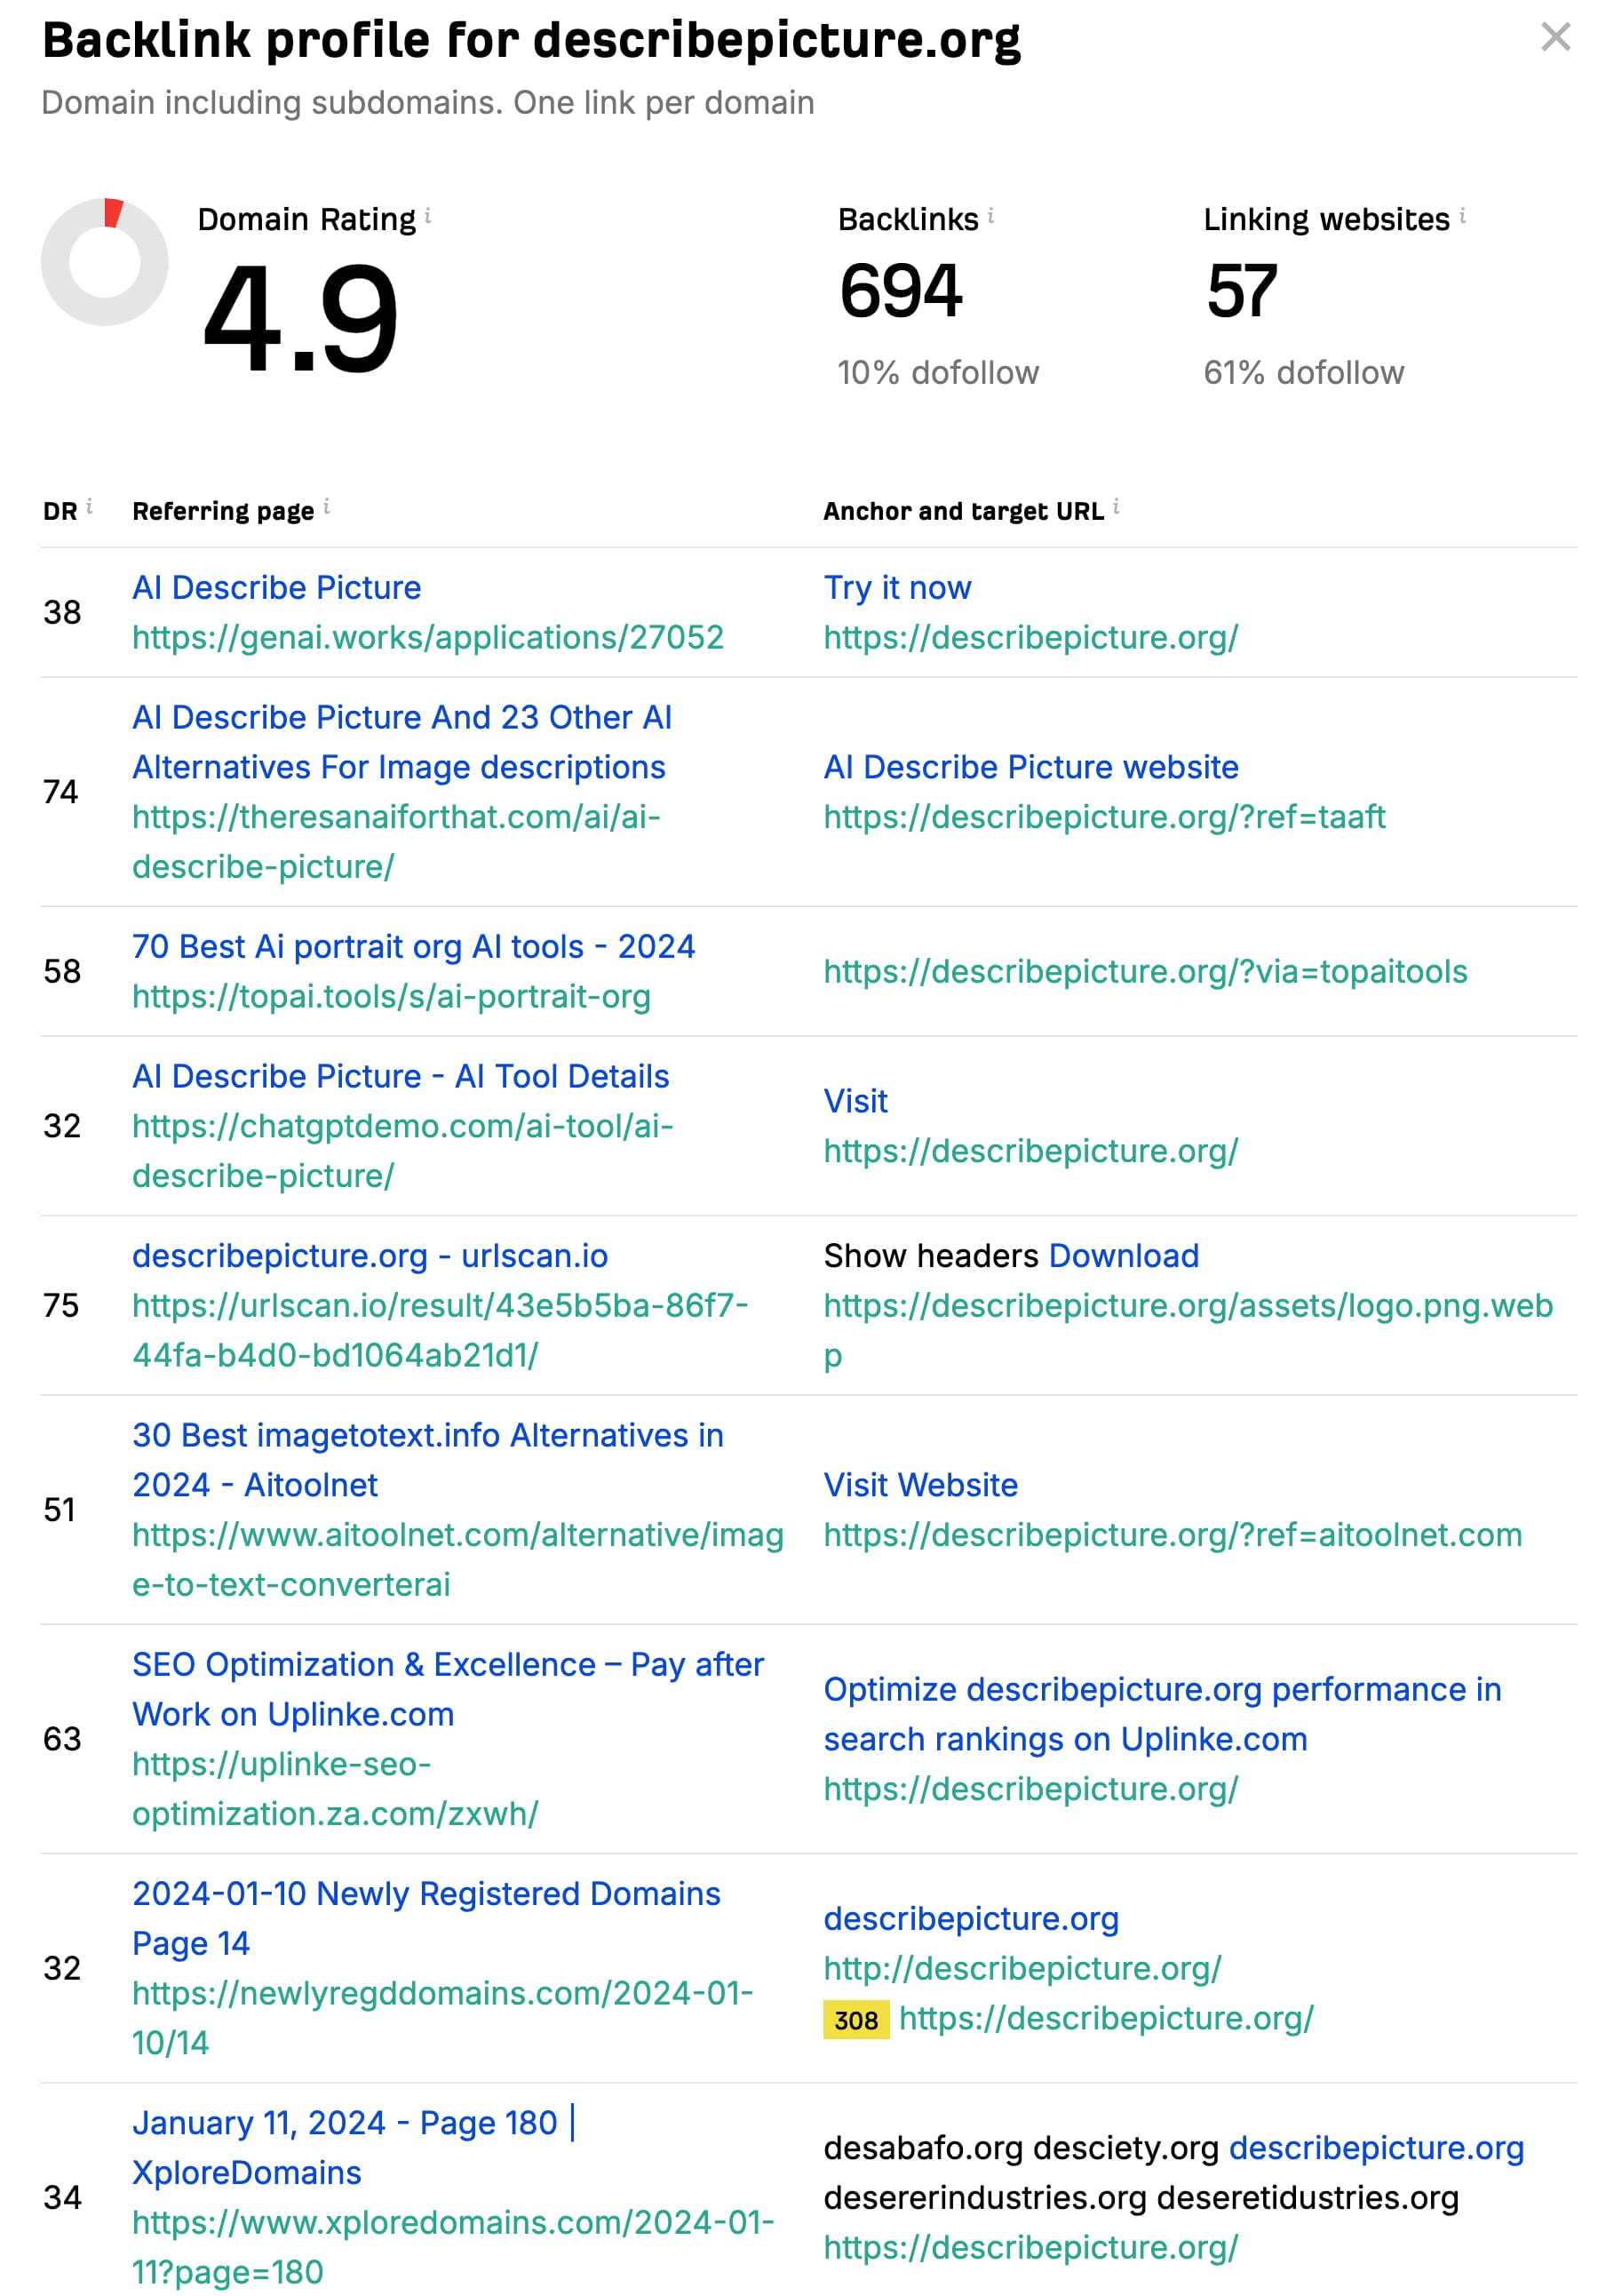 Backlink profile for describepicture.org
Domain including subdomains. One link per domain
Domain Rating i
4.9
Backlinks i
694
10% dofollow
Linking websites i
57
61% dofollow
DR i Referring page i Anchor and target URL i
38
AI Describe Picture
https://genai.works/applications/27052
Try it now
https://describepicture.org/
74
AI Describe Picture And 23 Other AI
Alternatives For Image descriptions
https://theresanaiforthat.com/ai/ai-
describe-picture/
AI Describe Picture website
https://describepicture.org/?ref=taaft
58
70 Best Ai portrait org AI tools - 2024
https://topai.tools/s/ai-portrait-org
https://describepicture.org/?via=topaitools
32
AI Describe Picture - AI Tool Details
https://chatgptdemo.com/ai-tool/ai-
describe-picture/
Visit
https://describepicture.org/
75
describepicture.org - urlscan.io
https://urlscan.io/result/43e5b5ba-86f7-
44fa-b4d0-bd1064ab21d1/
Show headers Download
https://describepicture.org/assets/logo.png.web
p
51
30 Best imagetotext.info Alternatives in
2024 - Aitoolnet
https://www.aitoolnet.com/alternative/imag
e-to-text-converterai
Visit Website
https://describepicture.org/?ref=aitoolnet.com
63
SEO Optimization & Excellence – Pay after
Work on Uplinke.com
https://uplinke-seo-
optimization.za.com/zxwh/
Optimize describepicture.org performance in
search rankings on Uplinke.com
https://describepicture.org/
32
2024-01-10 Newly Registered Domains
Page 14
https://newlyregddomains.com/2024-01-
10/14
describepicture.org
http://describepicture.org/
308 https://describepicture.org/
34
January 11, 2024 - Page 180 |
XploreDomains
https://www.xploredomains.com/2024-01-
11?page=180
desabafo.org desciety.org describepicture.org
desererindustries.org deseretidustries.org
https://describepicture.org/